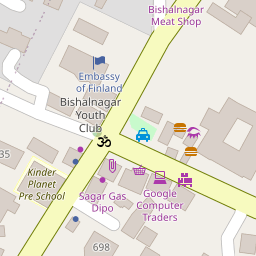 Bishalnagar
Meat Shop
Embassy
of Finland
Bishalnagar
Youth
Club
ॐ
35
Kinder
Planet
Pre School
Sagar Gas
Dipo
Google
Computer
Traders
698